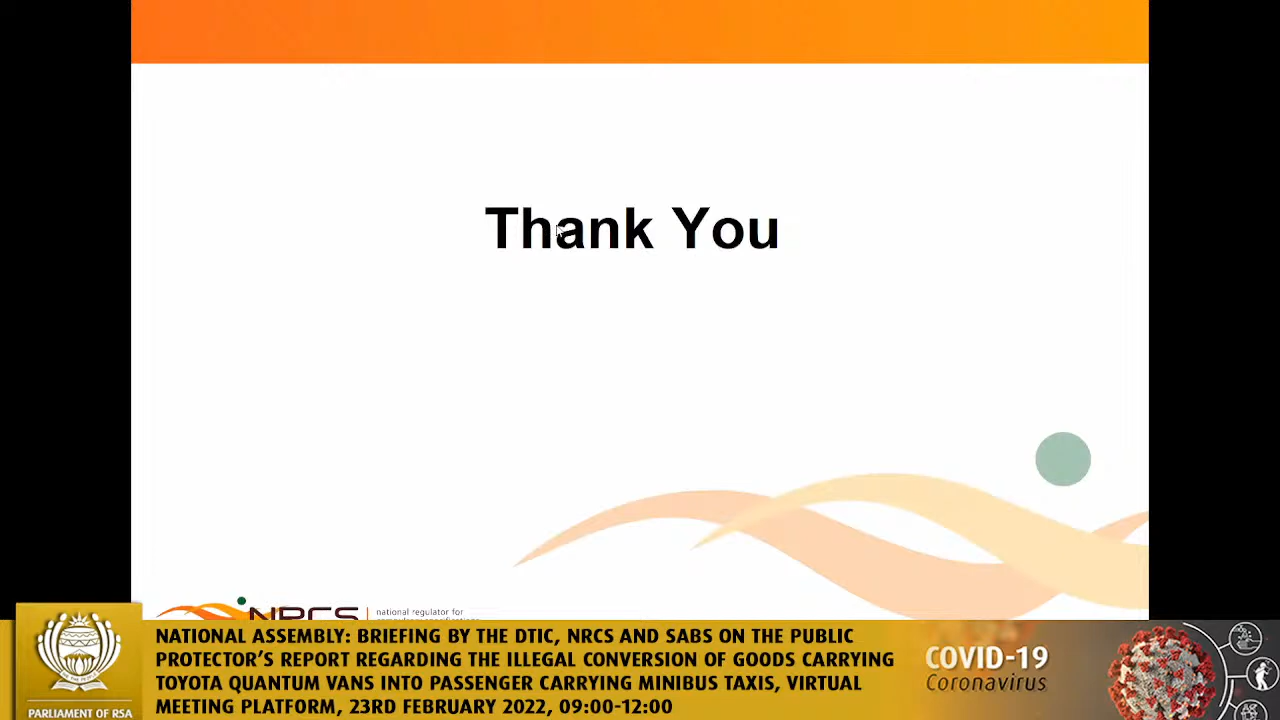 Thank You
NRCS
national regulator for
NATIONAL ASSEMBLY: BRIEFING BY THE DTIC, NRCS AND SABS ON THE PUBLIC
PROTECTOR'S REPORT REGARDING THE ILLEGAL CONVERSION OF GOODS CARRYING
TOYOTA QUANTUM VANS INTO PASSENGER CARRYING MINIBUS TAXIS, VIRTUAL
MEETING PLATFORM, 23RD FEBRUARY 2022, 09:00-12:00
PARLIAMENT OF RSA
COVID-19
Coronavirus